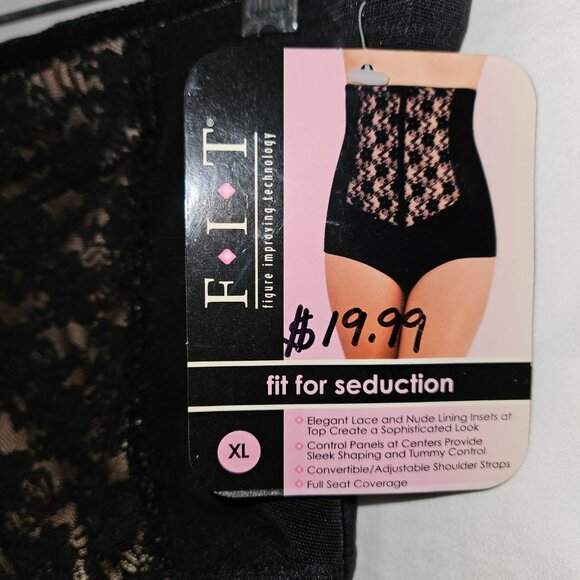 F•I•T®
figure improving technology
$19.99
fit for seduction
XL
Elegant Lace and Nude Lining Insets at
Top Create a Sophisticated Look
Control Panels at Centers Provide
Sleek Shaping and Tummy Control
Convertible/Adjustable Shoulder Straps
Full Seat Coverage